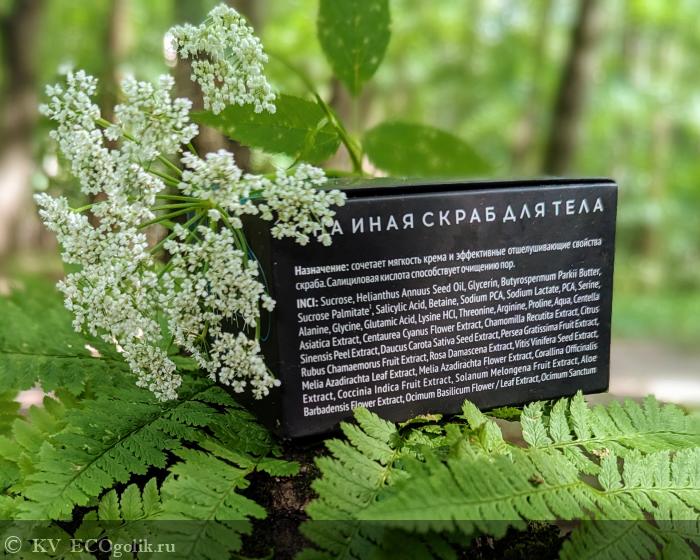 ИНАЯ СКРАБ ДЛЯ ТЕЛА
Назначение: сочетает мягкость крема и эффективные отшелушивающие свойства
скраба. Салициловая кислота способствует очищению пор.
INCI: Sucrose, Helianthus Annuus Seed Oil, Glycerin, Butyrospermum Parkii Butter,
Sucrose Palmitate¹, Salicylic Acid, Betaine, Sodium PCA, Sodium Lactate, PCA, Serine,
Alanine, Glycine, Glutamic Acid, Lysine HCl, Threonine, Arginine, Proline, Aqua, Centella
Asiatica Extract, Centaurea Cyanus Flower Extract, Chamomilla Recutita Extract, Citrus
Sinensis Peel Extract, Daucus Carota Sativa Seed Extract, Persea Gratissima Fruit Extract,
Rubus Chamaemorus Fruit Extract, Rosa Damascena Extract, Vitis Vinifera Seed Extract,
Melia Azadirachta Leaf Extract, Melia Azadirachta Flower Extract, Corallina Officinalis
Extract, Coccinia Indica Fruit Extract, Solanum Melongena Fruit Extract, Aloe
Barbadensis Flower Extract, Ocimum Basilicum Flower / Leaf Extract, Ocimum Sanctum
© KV ECOgolik.ru